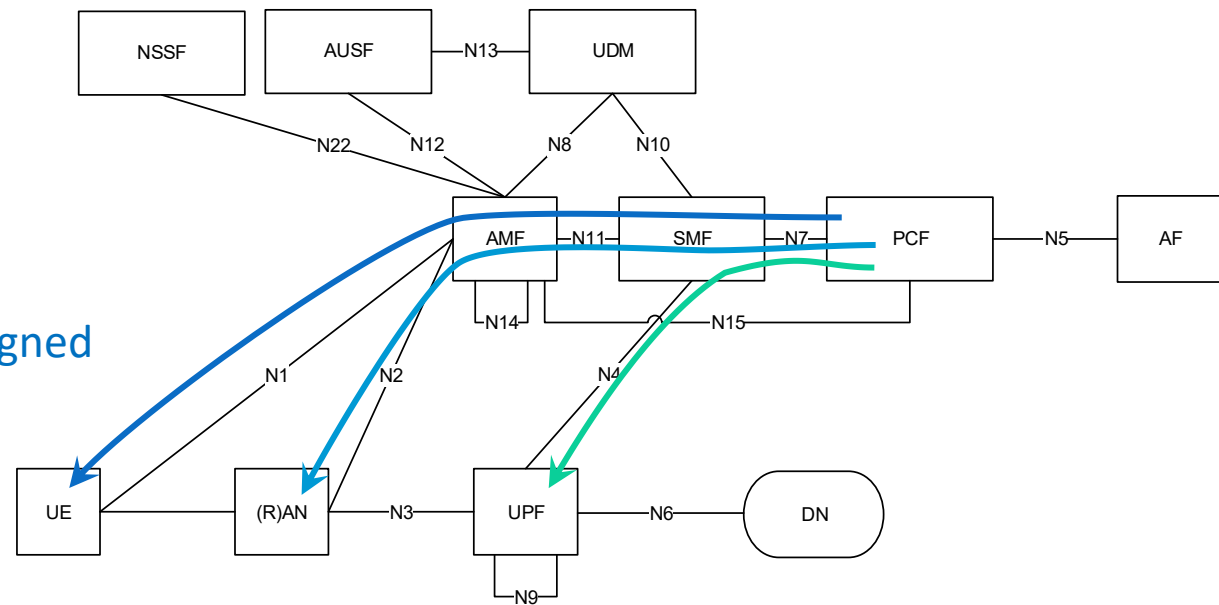 NSSF
AUSF
N13
UDM
N22
N12
N8
N10
AMF
N11
SMF
N7
PCF
N5
AF
N14
N15
igned
N1
N2
N4
UE
(R)AN
N3
UPF
N6
DN
N9